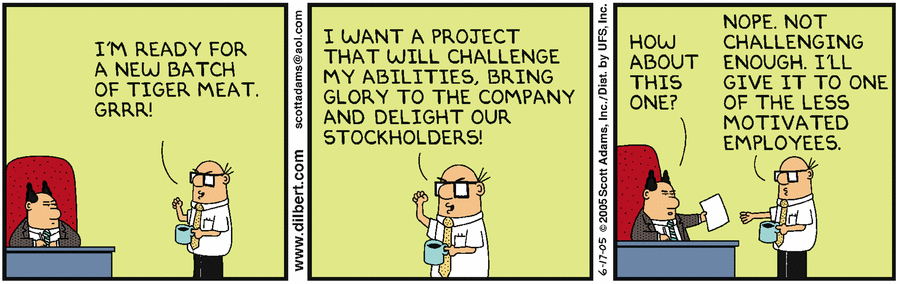 I'M READY FOR
A NEW BATCH
OF TIGER MEAT.
GRRR!
www.dilbert.com scottadams@aol.com
I WANT A PROJECT
THAT WILL CHALLENGE
MY ABILITIES, BRING
GLORY TO THE COMPANY
AND DELIGHT OUR
STOCKHOLDERS!
6-17-05 © 2005 Scott Adams, Inc./Dist. by UFS, Inc.
HOW
ABOUT
THIS
ONE?
NOPE. NOT
CHALLENGING
ENOUGH. I'LL
GIVE IT TO ONE
OF THE LESS
MOTIVATED
EMPLOYEES.